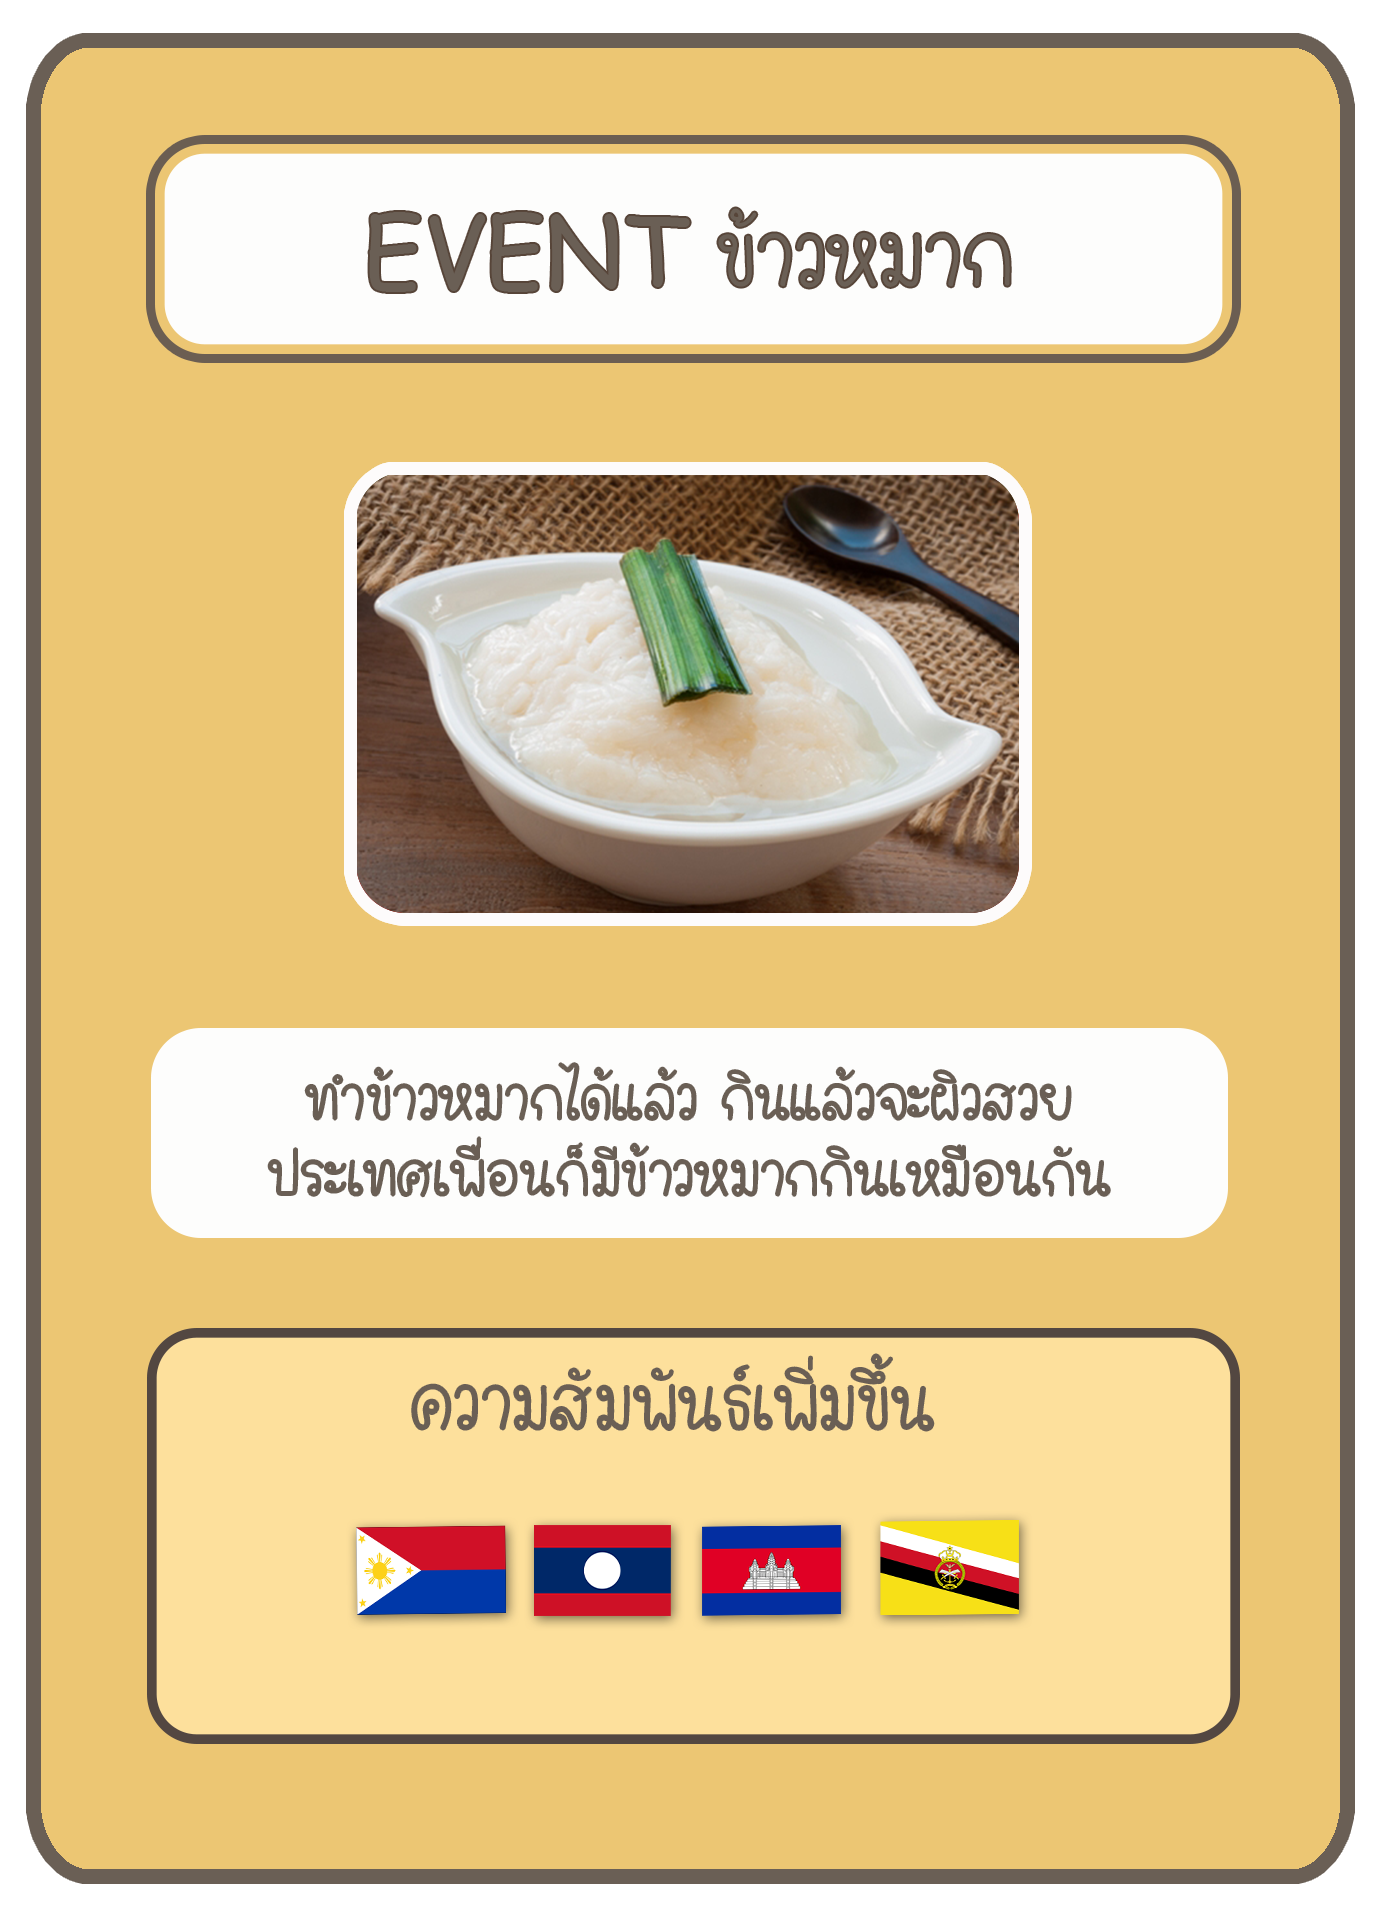 EVENT ข้าวหมาก
ทำข้าวหมากได้แล้ว กินแล้วจะผิวสวย
ประเทศเพื่อนก็มีข้าวหมากกินเหมือนกัน
ความสัมพันธ์เพิ่มขึ้น